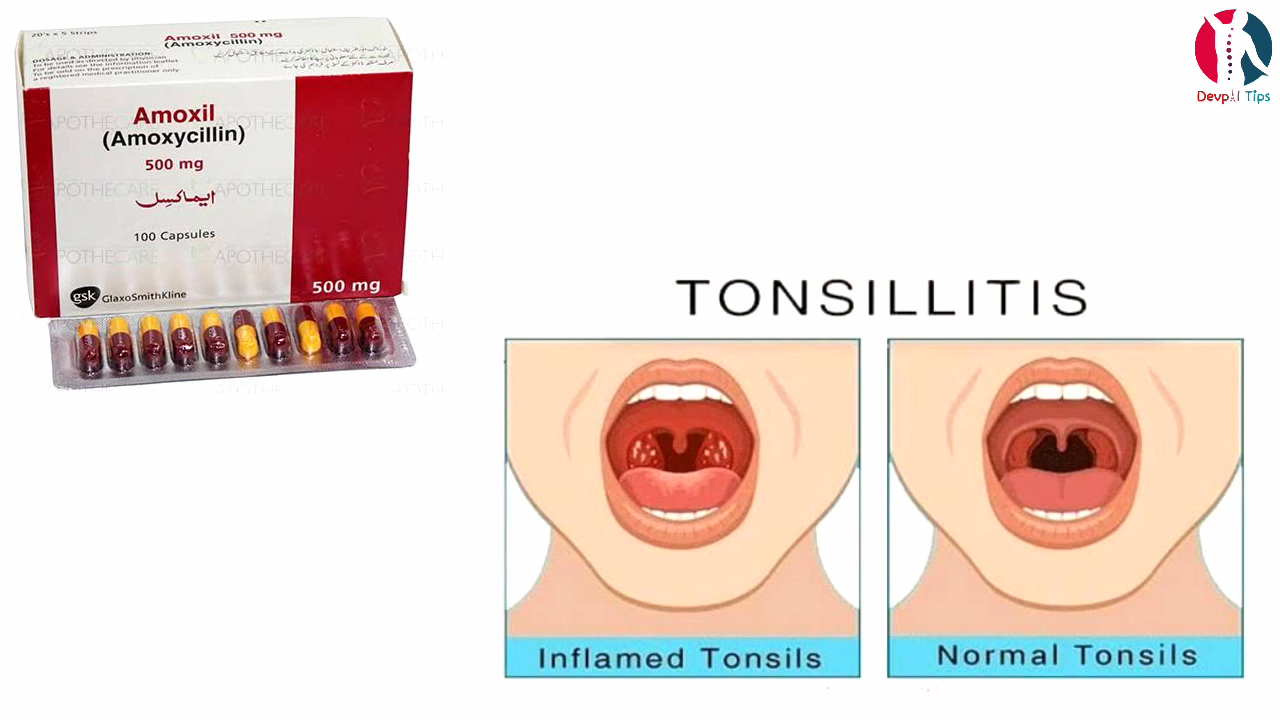 20's x 5 Strips
Amoxil 500 mg
(Amoxycillin)
DOSAGE & ADMINISTRATION:
To be used as directed by physician
For details see the information leaflet
To be sold on the prescription of
a registered medical practitioner only
Amoxil
(Amoxycillin)
500 mg
ایماکسِل
100 Capsules
gsk GlaxoSmithKline
500 mg
APOTHECARE
Devpal Tips
TONSILLITIS
Inflamed Tonsils
Normal Tonsils